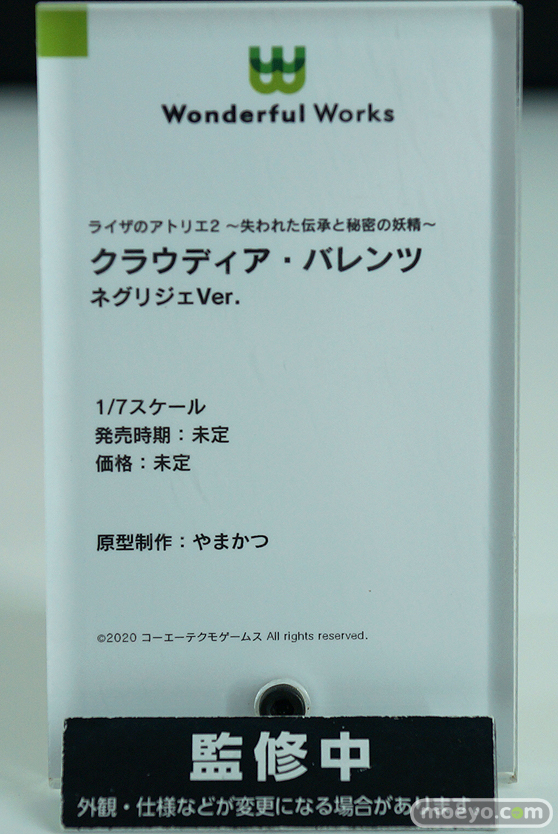 Wonderful Works
ライザのアトリエ2 ～失われた伝承と秘密の妖精～
クラウディア・バレンツ
ネグリジェVer.
1/7スケール
発売時期：未定
価格：未定
原型制作：やまかつ
©2020 コーエーテクモゲームス All rights reserved.
監修中
外観・仕様などが変更になる場合があります。
moeyo.com